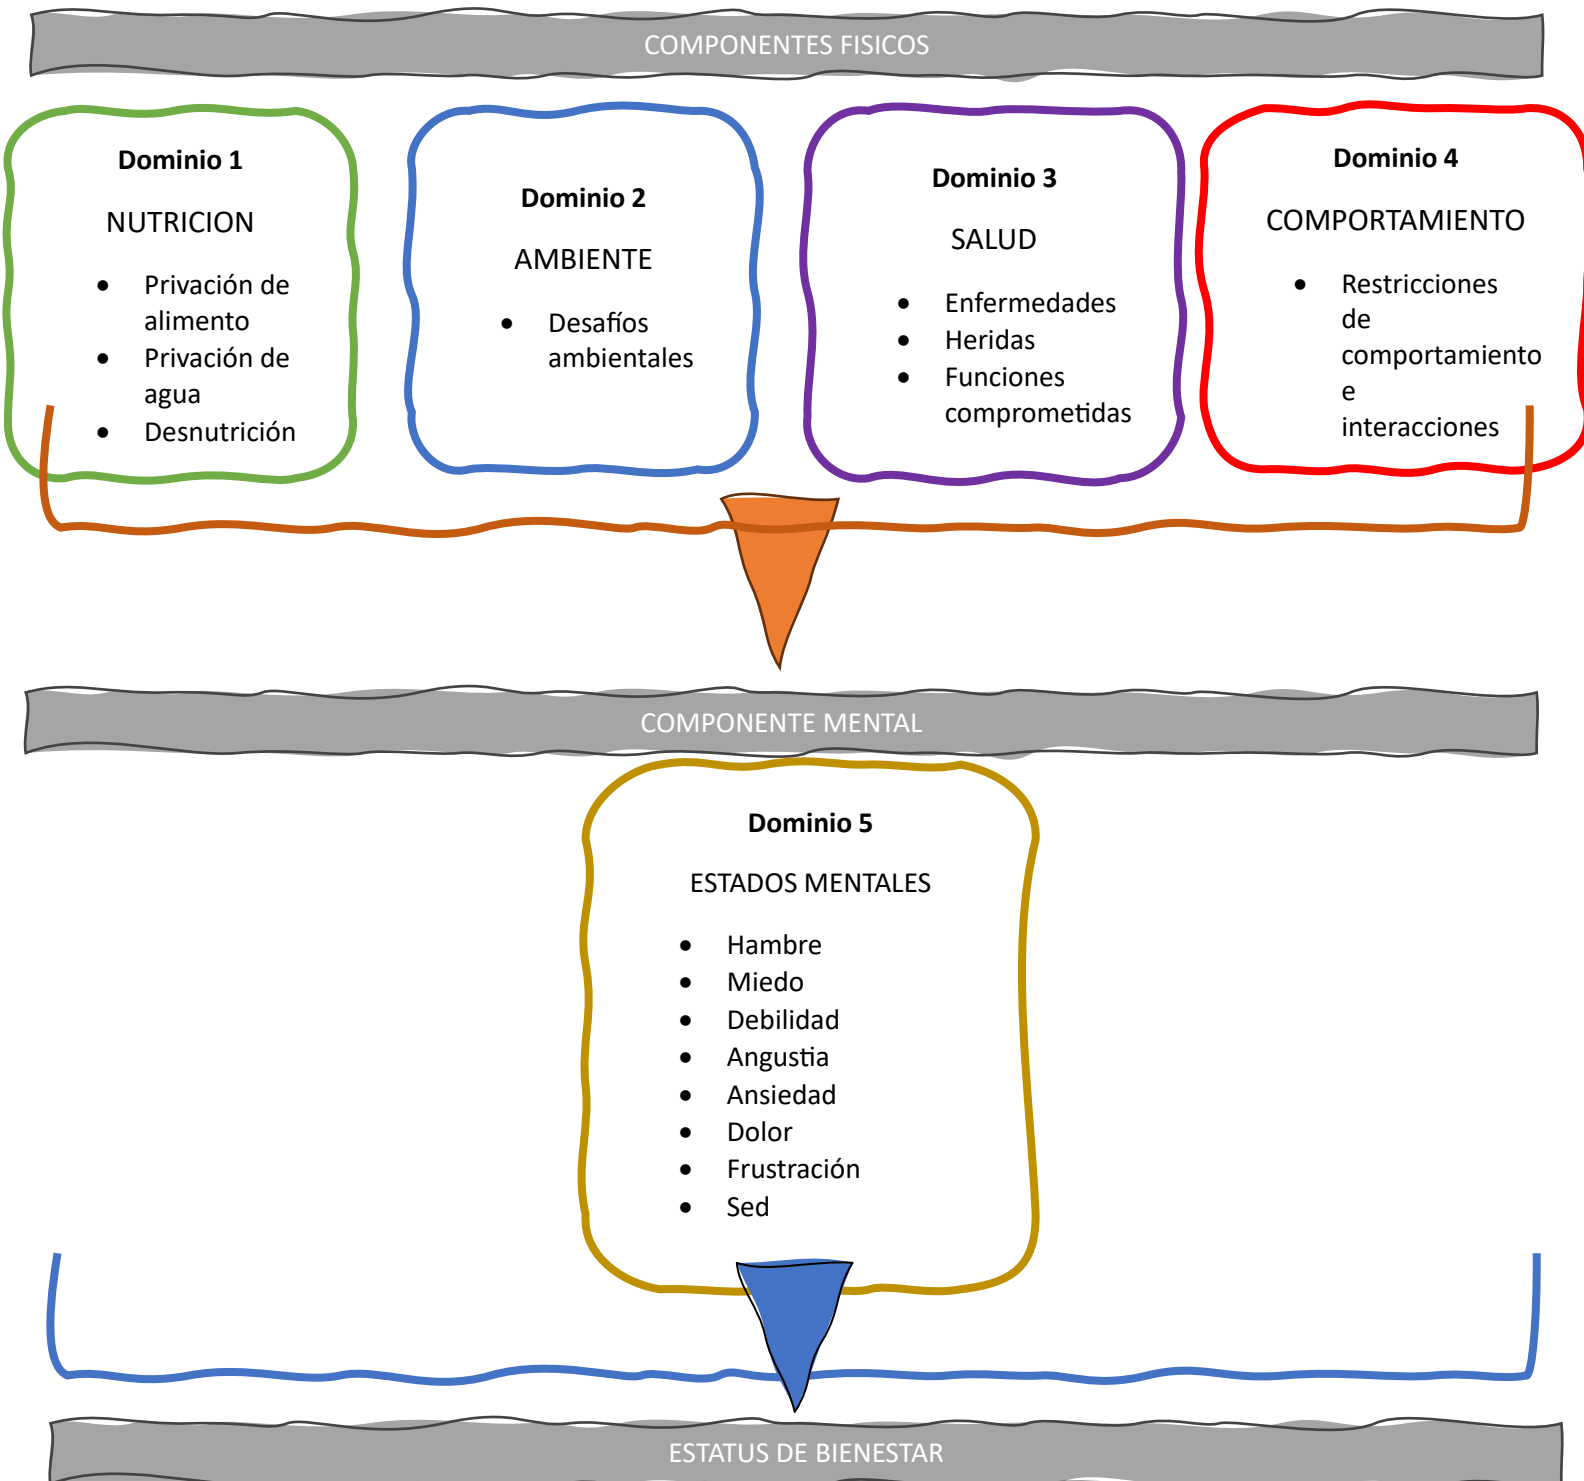 COMPONENTES FISICOS
Dominio 1
NUTRICION
• Privación de
alimento
• Privación de
agua
• Desnutrición
Dominio 2
AMBIENTE
• Desafíos
ambientales
Dominio 3
SALUD
• Enfermedades
• Heridas
• Funciones
comprometidas
Dominio 4
COMPORTAMIENTO
• Restricciones
de
comportamiento
e
interacciones
COMPONENTE MENTAL
Dominio 5
ESTADOS MENTALES
• Hambre
• Miedo
• Debilidad
• Angustia
• Ansiedad
• Dolor
• Frustración
• Sed
ESTATUS DE BIENESTAR